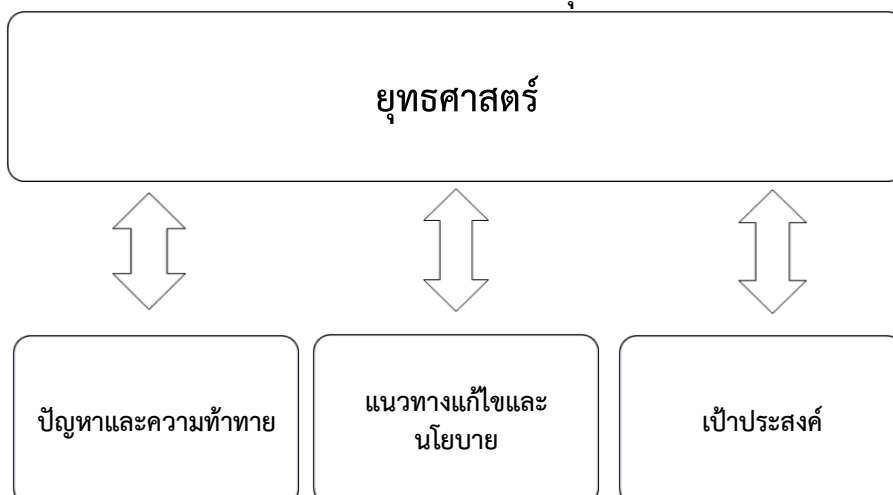 ยุทธศาสตร์
ปัญหาและความท้าทาย
แนวทางแก้ไขและ
นโยบาย
เป้าประสงค์